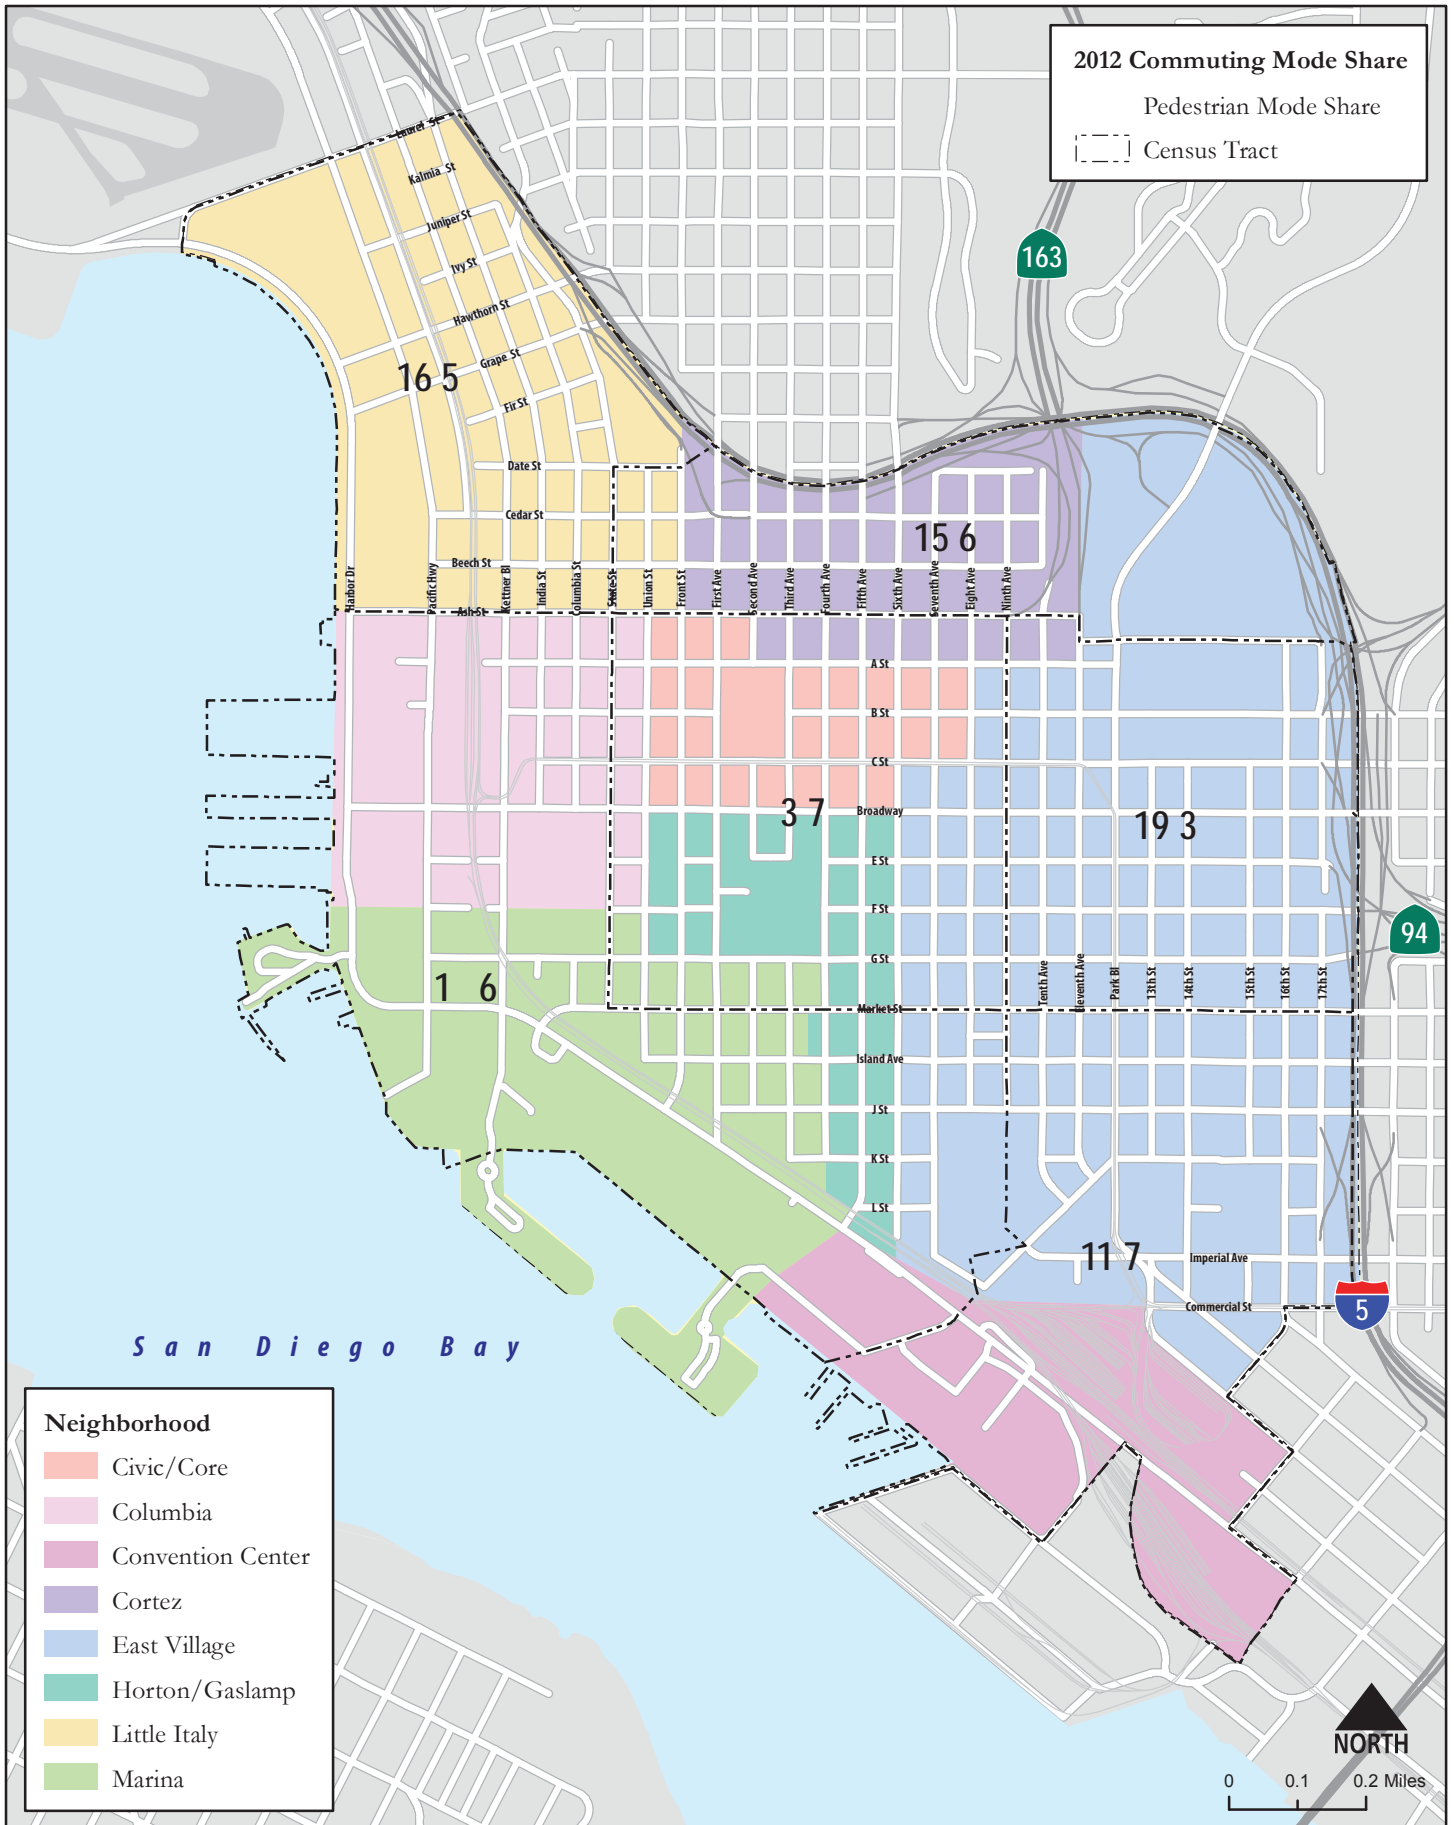 2012 Commuting Mode Share
Pedestrian Mode Share
Census Tract
Laurel St
Kalmia St
Juniper St
Ivy St
Hawthorn St
Grape St
Fir St
163
16 5
Date St
Cedar St
Beech St
Ash St
15 6
Harbor Dr
Pacific Hwy
Kettner Bl
India St
Columbia St
State St
Union St
Front St
First Ave
Second Ave
Third Ave
Fourth Ave
Fifth Ave
Sixth Ave
Seventh Ave
Eight Ave
Ninth Ave
A St
B St
C St
Broadway
3 7
19 3
E St
F St
94
G St
1 6
Tenth Ave
Eleventh Ave
Park Bl
13th St
14th St
15th St
16th St
17th St
Market St
Island Ave
J St
K St
L St
11 7
Imperial Ave
Commercial St
5
San Diego Bay
Neighborhood
Civic/Core
Columbia
Convention Center
Cortez
East Village
Horton/Gaslamp
Little Italy
Marina
NORTH
0 0.1 0.2 Miles